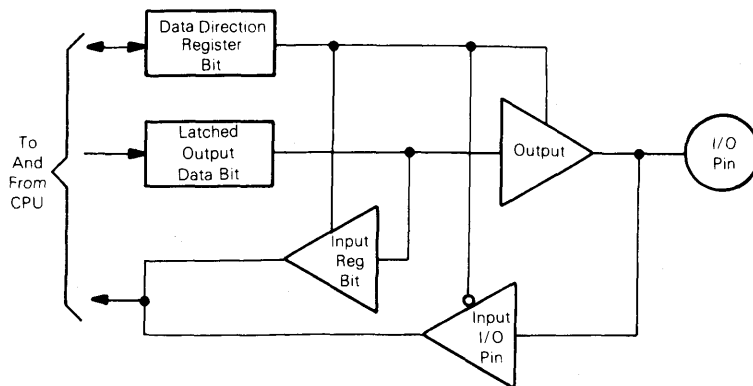 Data Direction
Register
Bit
To
And
From
CPU
Latched
Output
Data Bit
Output
I/O
Pin
Input
Reg
Bit
Input
I/O
Pin